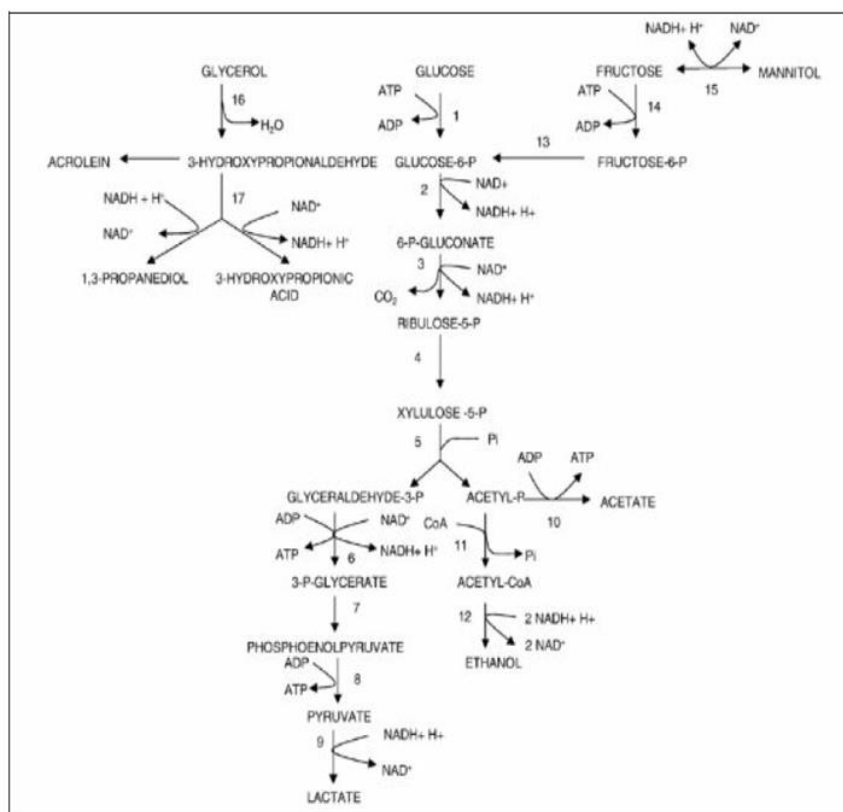 NADH+ H⁺ NAD⁺
GLYCEROL GLUCOSE FRUCTOSE MANNITOL
15
16 ATP 1 ATP 14
H₂O ADP ADP
13
ACROLEIN 3-HYDROXYPROPIONALDEHYDE GLUCOSE-6-P FRUCTOSE-6-P
17 2 NAD+
NADH + H⁺ NAD⁺ NADH+ H+
NAD⁺ NADH+ H⁺ 6-P-GLUCONATE
3 NAD⁺
1,3-PROPANEDIOL 3-HYDROXYPROPIONIC
ACID
CO₂ NADH+ H⁺
RIBULOSE-5-P
4
XYLULOSE -5-P
5 Pi
ADP ATP
GLYCERALDEHYDE-3-P ACETYL-P ACETATE
10
ADP NAD⁺ CoA 11
ATP 6 NADH+ H⁺ Pi
3-P-GLYCERATE ACETYL-CoA
7 12 2 NADH+ H+
2 NAD⁺
PHOSPHOENOLPYRUVATE ETHANOL
ADP
8
ATP
PYRUVATE
9 NADH+ H+
NAD⁺
LACTATE